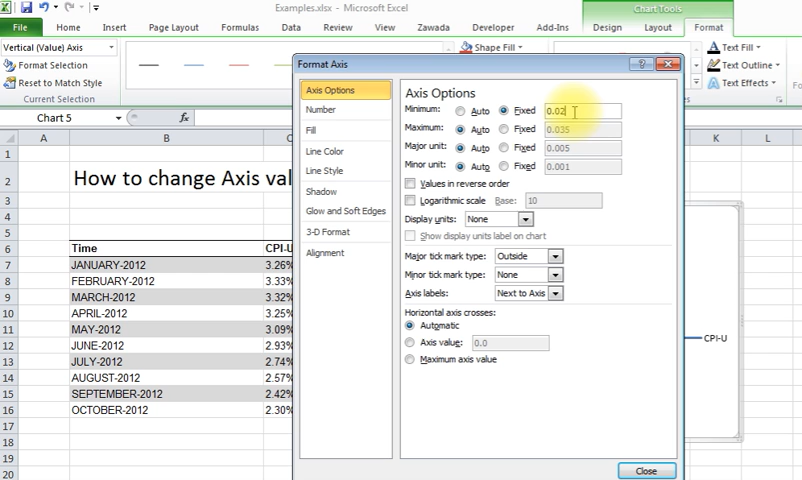 Examples.xlsx - Microsoft Excel
Chart Tools
File Home Insert Page Layout Formulas Data Review View Zawada Developer Add-Ins Design Layout Format
Vertical (Value) Axis
Format Selection
Reset to Match Style
Current Selection
Shape Fill
Text Fill
Text Outline
Text Effects
Format Axis
Chart 5
fx
A B C K L
Axis Options
Number
Fill
Line Color
Line Style
Shadow
Glow and Soft Edges
3-D Format
Alignment
Axis Options
Minimum: Auto Fixed 0.02
Maximum: Auto Fixed 0.035
Major unit: Auto Fixed 0.005
Minor unit: Auto Fixed 0.001
Values in reverse order
Logarithmic scale Base: 10
Display units: None
Show display units label on chart
Major tick mark type: Outside
Minor tick mark type: None
Axis labels: Next to Axis
Horizontal axis crosses:
Automatic
Axis value: 0.0
Maximum axis value
Close
1
2 How to change Axis val
3
4
5
6 Time CPI-U
7 JANUARY-2012 3.26%
8 FEBRUARY-2012 3.33%
9 MARCH-2012 3.32%
10 APRIL-2012 3.25%
11 MAY-2012 3.09%
12 JUNE-2012 2.93%
13 JULY-2012 2.74%
14 AUGUST-2012 2.57%
15 SEPTEMBER-2012 2.42%
16 OCTOBER-2012 2.30%
17
18
19
20
CPI-U